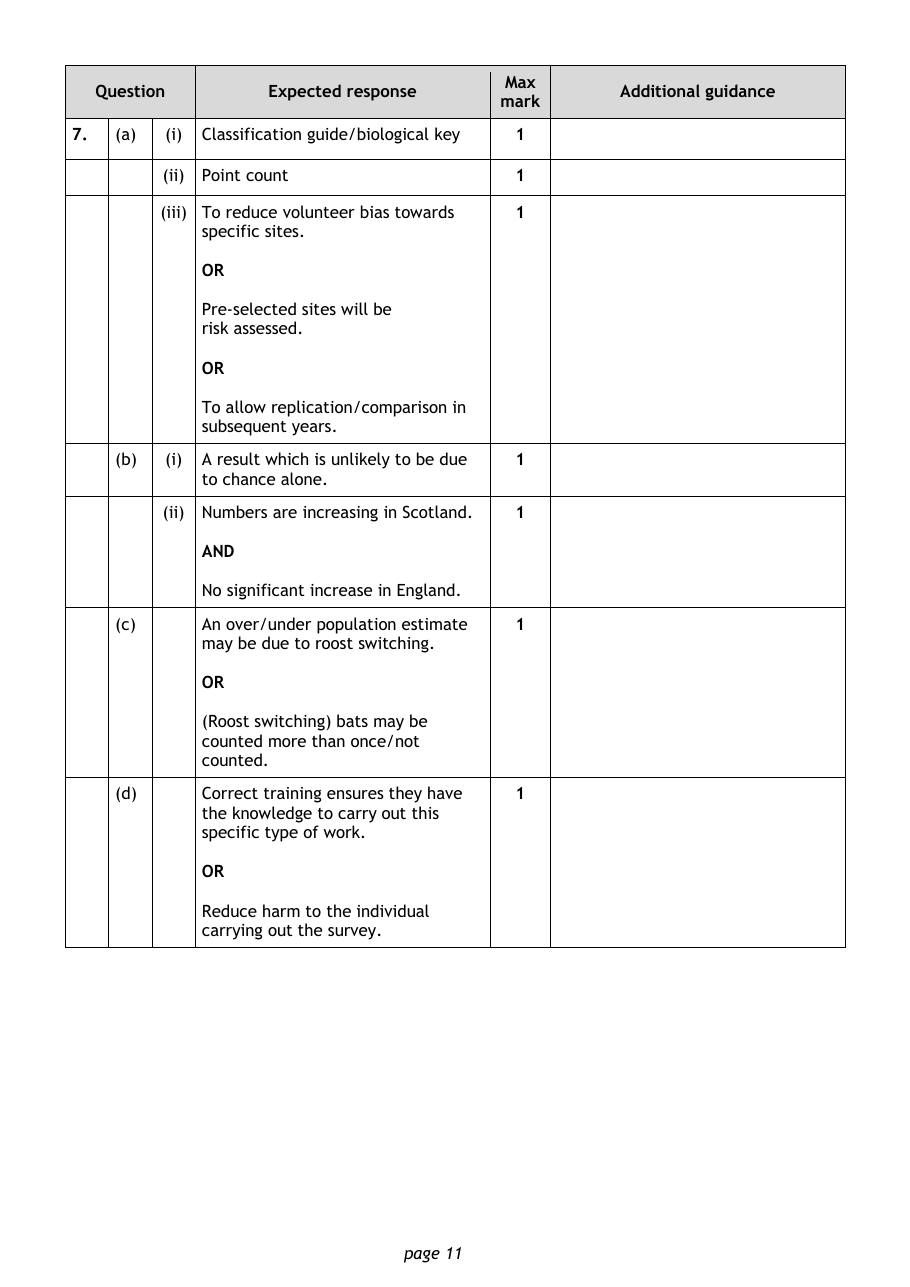 Question Expected response Max mark Additional guidance
7. (a) (i) Classification guide/biological key 1
(ii) Point count 1
(iii) To reduce volunteer bias towards 1
specific sites.
OR
Pre-selected sites will be
risk assessed.
OR
To allow replication/comparison in
subsequent years.
(b) (i) A result which is unlikely to be due 1
to chance alone.
(ii) Numbers are increasing in Scotland. 1
AND
No significant increase in England.
(c) An over/under population estimate 1
may be due to roost switching.
OR
(Roost switching) bats may be
counted more than once/not
counted.
(d) Correct training ensures they have 1
the knowledge to carry out this
specific type of work.
OR
Reduce harm to the individual
carrying out the survey.
page 11